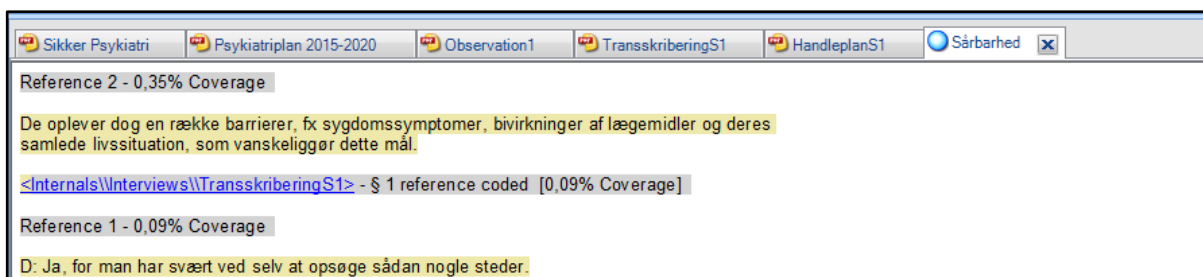 Sikker Psykiatri Psykiatriplan 2015-2020 Observation1 TransskriberingS1 HandleplanS1 Sårbarhed
Reference 2 - 0,35% Coverage
De oplever dog en række barrierer, fx sygdomssymptomer, bivirkninger af lægemidler og deres
samlede livssituation, som vanskeliggør dette mål.
<Internals\\Interviews\\TransskriberingS1> - § 1 reference coded [0,09% Coverage]
Reference 1 - 0,09% Coverage
D: Ja, for man har svært ved selv at opsøge sådan nogle steder.